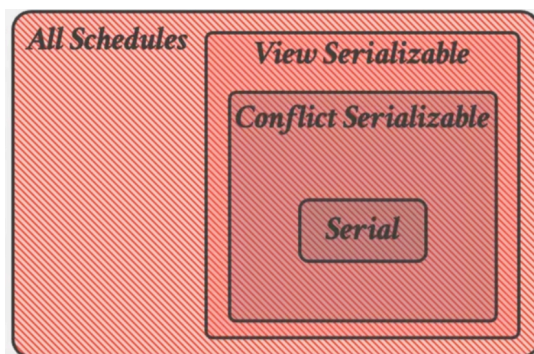 All Schedules
View Serializable
Conflict Serializable
Serial